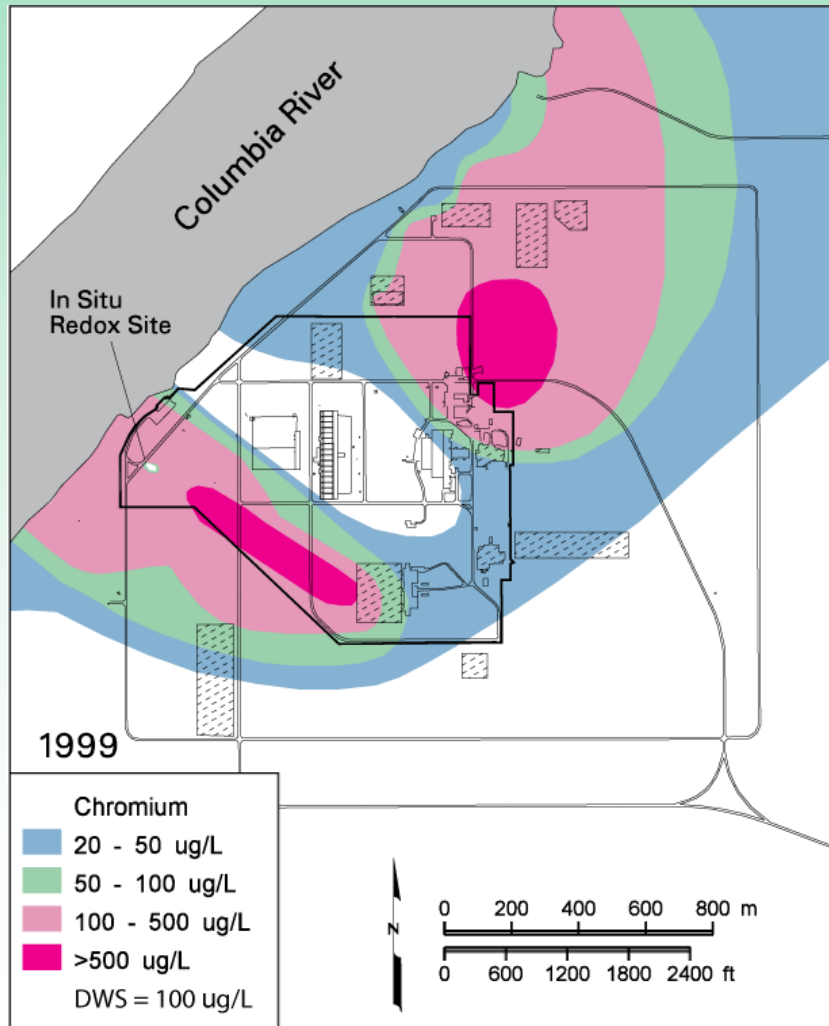 Columbia River
In Situ
Redox Site
1999
Chromium
20 - 50 ug/L
50 - 100 ug/L
100 - 500 ug/L
>500 ug/L
DWS = 100 ug/L
N
0 200 400 600 800 m
0 600 1200 1800 2400 ft